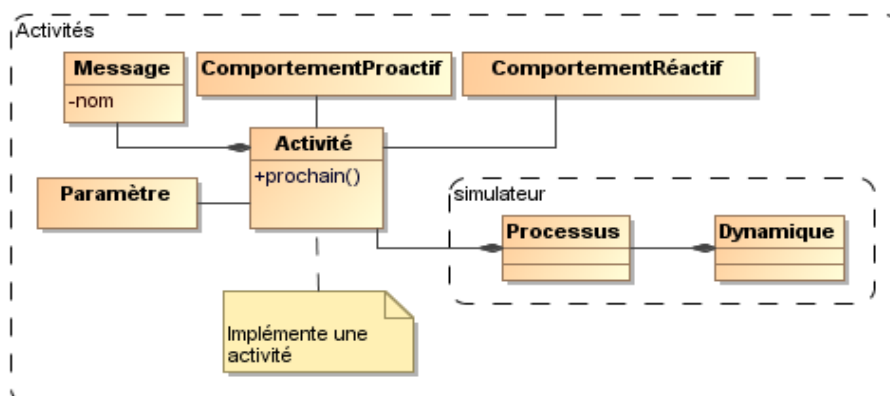 Activités
Message
-nom
ComportementProactif
ComportementRéactif
Activité
+prochain()
Paramètre
simulateur
Processus
Dynamique
Implémente une
activité